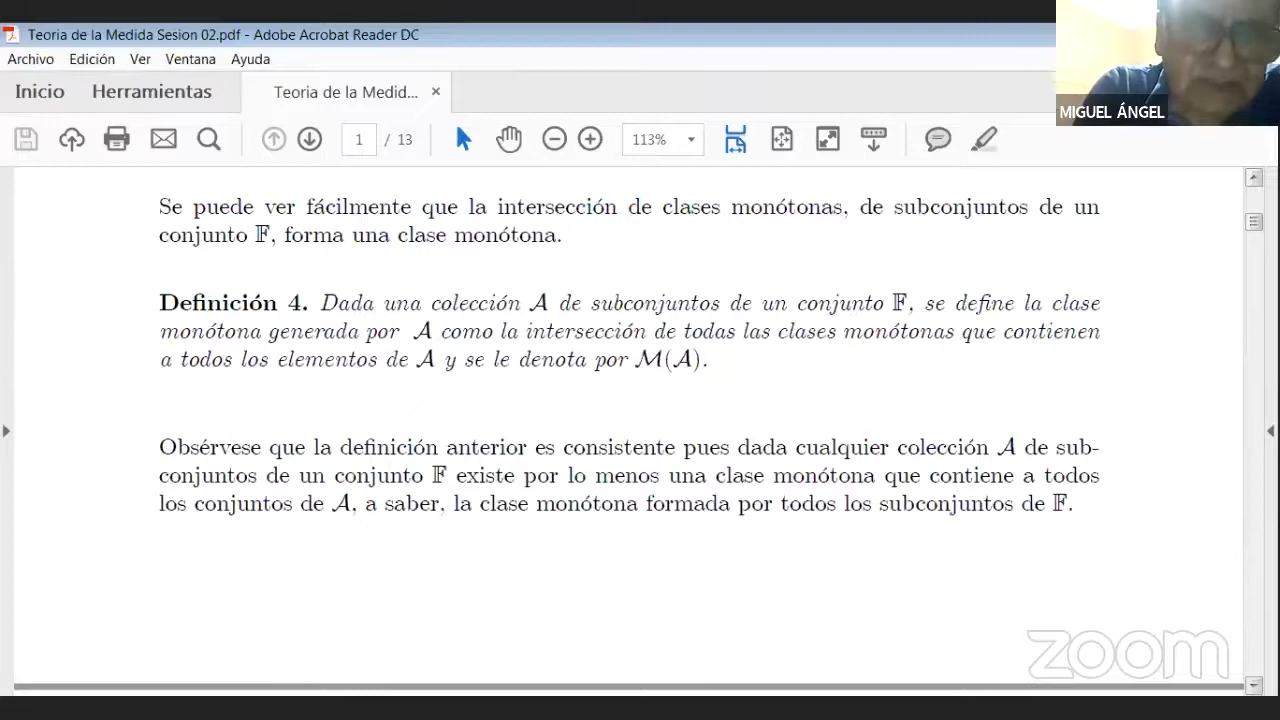 Teoria de la Medida Sesion 02.pdf - Adobe Acrobat Reader DC
Archivo Edición Ver Ventana Ayuda
Inicio Herramientas Teoria de la Medid... ×
1 / 13 113%
MIGUEL ÁNGEL
Se puede ver fácilmente que la intersección de clases monótonas, de subconjuntos de un
conjunto 𝔽, forma una clase monótona.
Definición 4. Dada una colección 𝒜 de subconjuntos de un conjunto 𝔽, se define la clase
monótona generada por 𝒜 como la intersección de todas las clases monótonas que contienen
a todos los elementos de 𝒜 y se le denota por ℳ(𝒜).
Obsérvese que la definición anterior es consistente pues dada cualquier colección 𝒜 de sub-
conjuntos de un conjunto 𝔽 existe por lo menos una clase monótona que contiene a todos
los conjuntos de 𝒜, a saber, la clase monótona formada por todos los subconjuntos de 𝔽.
zoom